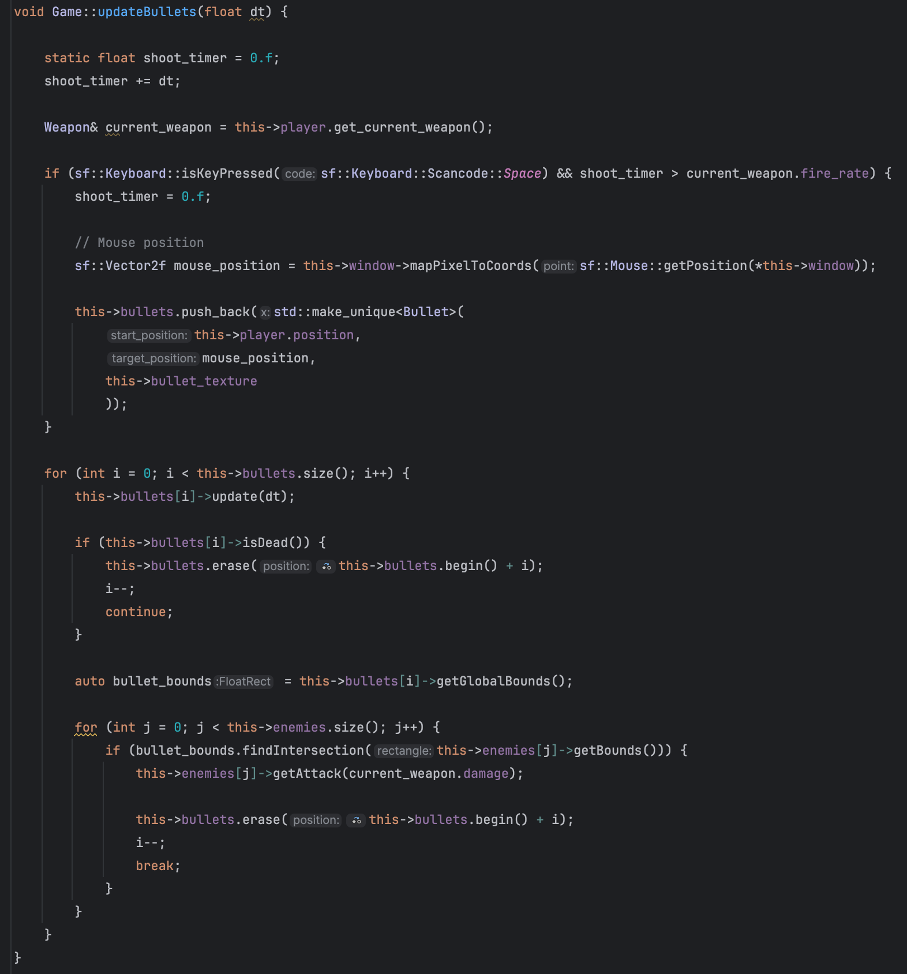 void Game::updateBullets(float dt) {
static float shoot_timer = 0.f;
shoot_timer += dt;
Weapon& current_weapon = this->player.get_current_weapon();
if (sf::Keyboard::isKeyPressed( code: sf::Keyboard::Scancode::Space) && shoot_timer > current_weapon.fire_rate) {
shoot_timer = 0.f;
// Mouse position
sf::Vector2f mouse_position = this->window->mapPixelToCoords( point: sf::Mouse::getPosition(*this->window));
this->bullets.push_back( x: std::make_unique<Bullet>(
start_position: this->player.position,
target_position: mouse_position,
this->bullet_texture
));
}
for (int i = 0; i < this->bullets.size(); i++) {
this->bullets[i]->update(dt);
if (this->bullets[i]->isDead()) {
this->bullets.erase( position: this->bullets.begin() + i);
i--;
continue;
}
auto bullet_bounds :FloatRect = this->bullets[i]->getGlobalBounds();
for (int j = 0; j < this->enemies.size(); j++) {
if (bullet_bounds.findIntersection( rectangle: this->enemies[j]->getBounds())) {
this->enemies[j]->getAttack(current_weapon.damage);
this->bullets.erase( position: this->bullets.begin() + i);
i--;
break;
}
}
}
}